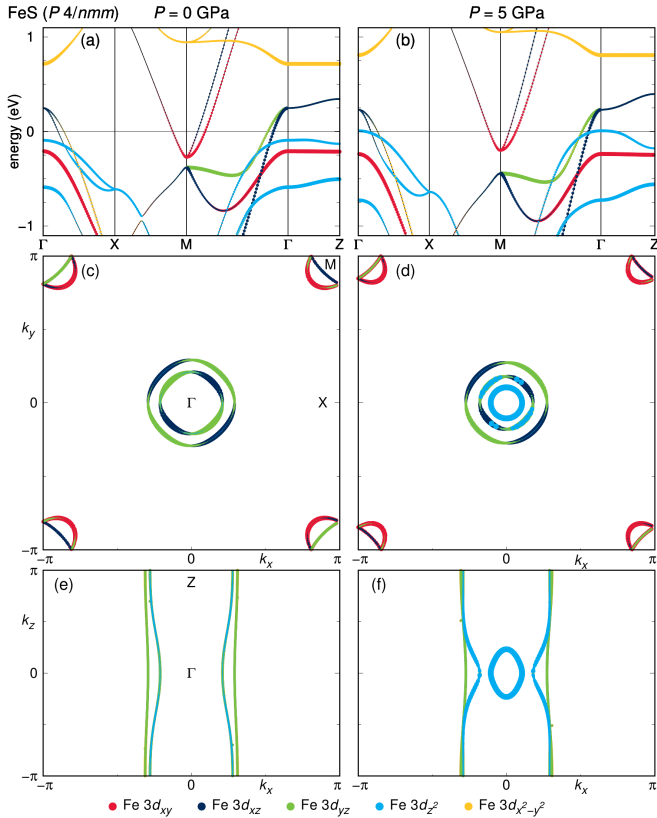 FeS (P 4/nmm) P = 0 GPa P = 5 GPa
(a) (b)
energy (eV)
1
0
−1
Γ X M Γ Z Γ X M Γ Z
π (c) M (d)
k_y
0 Γ X
−π
−π 0 k_x π −π 0 k_x π
π (e) Z (f)
k_z
0 Γ
−π
−π 0 k_x π −π 0 k_x π
Fe 3d_xy Fe 3d_xz Fe 3d_yz Fe 3d_z² Fe 3d_x²−y²